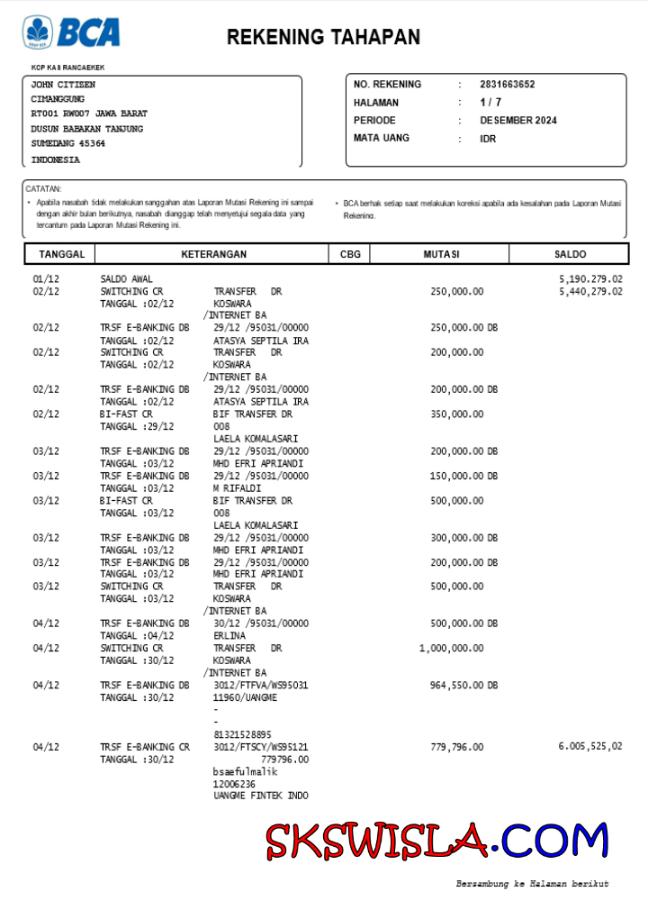 BCA
REKENING TAHAPAN
KCP KAS RANCAEKEK
JOHN CITISEN
CIMANGGUNG
RT001 RW007 JAWA BARAT
DUSUN BABAKAN TANJUNG
SUMEDANG 45364
INDONESIA
NO. REKENING : 2831663652
HALAMAN : 1 / 7
PERIODE : DESEMBER 2024
MATA UANG : IDR
CATATAN:
• Apabila nasabah tidak melakukan sanggahan atas Laporan Mutasi Rekening ini sampai
dengan akhir bulan berikutnya, nasabah dianggap telah menyetujui segala data yang
tercantum pada Laporan Mutasi Rekening ini.
• BCA berhak setiap saat melakukan koreksi apabila ada kesalahan pada Laporan Mutasi
Rekening.
TANGGAL KETERANGAN CBG MUTASI SALDO
01/12 SALDO AWAL 5,190.279.02
02/12 SWITCHING CR TRANSFER DR 250,000.00 5,440,279.02
TANGGAL :02/12 KOSWARA
/INTERNET BA
02/12 TRSF E-BANKING DB 29/12 /95031/00000 250,000.00 DB
TANGGAL :02/12 ATASYA SEPTILA IRA
02/12 SWITCHING CR TRANSFER DR 200,000.00
TANGGAL :02/12 KOSWARA
/INTERNET BA
02/12 TRSF E-BANKING DB 29/12 /95031/00000 200,000.00 DB
TANGGAL :02/12 ATASYA SEPTILA IRA
02/12 BI-FAST CR BIF TRANSFER DR 350,000.00
TANGGAL :29/12 008
LAELA KOMALASARI
03/12 TRSF E-BANKING DB 29/12 /95031/00000 200,000.00 DB
TANGGAL :03/12 MHD EFRI APRIANDI
03/12 TRSF E-BANKING DB 29/12 /95031/00000 150,000.00 DB
TANGGAL :03/12 M RIFALDI
03/12 BI-FAST CR BIF TRANSFER DR 500,000.00
TANGGAL :03/12 008
LAELA KOMALASARI
03/12 TRSF E-BANKING DB 29/12 /95031/00000 300,000.00 DB
TANGGAL :03/12 MHD EFRI APRIANDI
03/12 TRSF E-BANKING DB 29/12 /95031/00000 200,000.00 DB
TANGGAL :03/12 MHD EFRI APRIANDI
03/12 SWITCHING CR TRANSFER DR 500,000.00
TANGGAL :03/12 KOSWARA
/INTERNET BA
04/12 TRSF E-BANKING DB 30/12 /95031/00000 500,000.00 DB
TANGGAL :04/12 ERLINA
04/12 SWITCHING CR TRANSFER DR 1,000,000.00
TANGGAL :30/12 KOSWARA
/INTERNET BA
04/12 TRSF E-BANKING DB 3012/FTFVA/WS95031 964,550.00 DB
TANGGAL :30/12 11960/UANGME
-
-
81321528895
04/12 TRSF E-BANKING CR 3012/FTSCY/WS95121 779,796.00 6.005,525,02
TANGGAL :30/12 779796.00
bsaefulmalik
12006236
UANGME FINTEK INDO
SKSWISLA.COM
Bersambung ke Halaman berikut